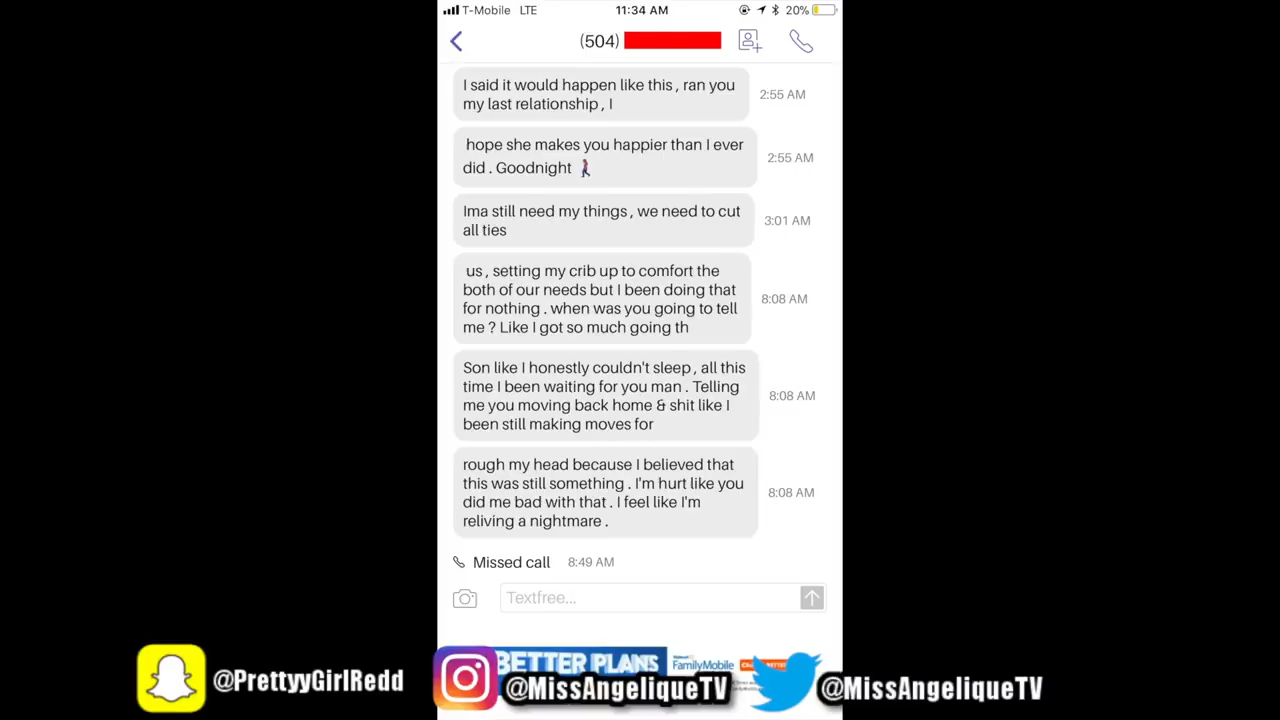 T-Mobile LTE 11:34 AM 20%
(504)
I said it would happen like this , ran you
my last relationship , I
2:55 AM
hope she makes you happier than I ever
did . Goodnight
2:55 AM
Ima still need my things , we need to cut
all ties
3:01 AM
us , setting my crib up to comfort the
both of our needs but I been doing that
for nothing . when was you going to tell
me ? Like I got so much going th
8:08 AM
Son like I honestly couldn't sleep , all this
time I been waiting for you man . Telling
me you moving back home & shit like I
been still making moves for
8:08 AM
rough my head because I believed that
this was still something . I'm hurt like you
did me bad with that . I feel like I'm
reliving a nightmare .
8:08 AM
Missed call 8:49 AM
Textfree...
BETTER PLANS
FamilyMobile
@PrettyyGirlRedd
@MissAngeliqueTV
@MissAngeliqueTV